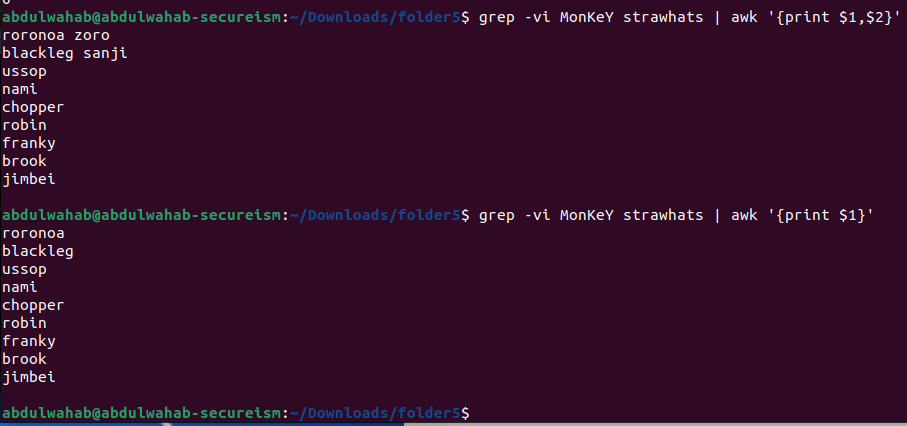 abdulwahab@abdulwahab-secureism:~/Downloads/folder5$ grep -vi MonKeY strawhats | awk '{print $1,$2}'
roronoa zoro
blackleg sanji
ussop
nami
chopper
robin
franky
brook
jimbei
abdulwahab@abdulwahab-secureism:~/Downloads/folder5$ grep -vi MonKeY strawhats | awk '{print $1}'
roronoa
blackleg
ussop
nami
chopper
robin
franky
brook
jimbei
abdulwahab@abdulwahab-secureism:~/Downloads/folder5$